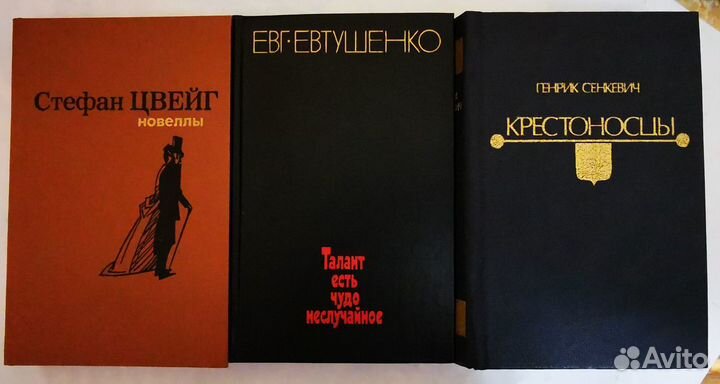 Стефан ЦВЕЙГ
новеллы
ЕВГ·ЕВТУШЕНКО
Талант
есть
чудо
неслучайное
ГЕНРИК СЕНКЕВИЧ
КРЕСТОНОСЦЫ
Avito